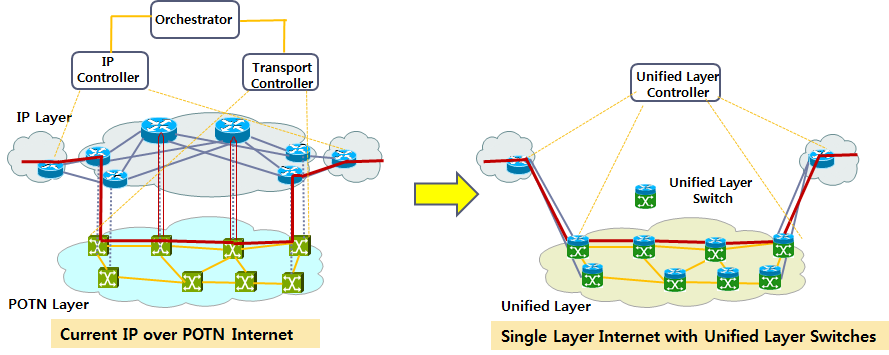 Orchestrator
IP
Controller
Transport
Controller
IP Layer
POTN Layer
Current IP over POTN Internet
Unified Layer
Controller
Unified Layer
Switch
Unified Layer
Single Layer Internet with Unified Layer Switches